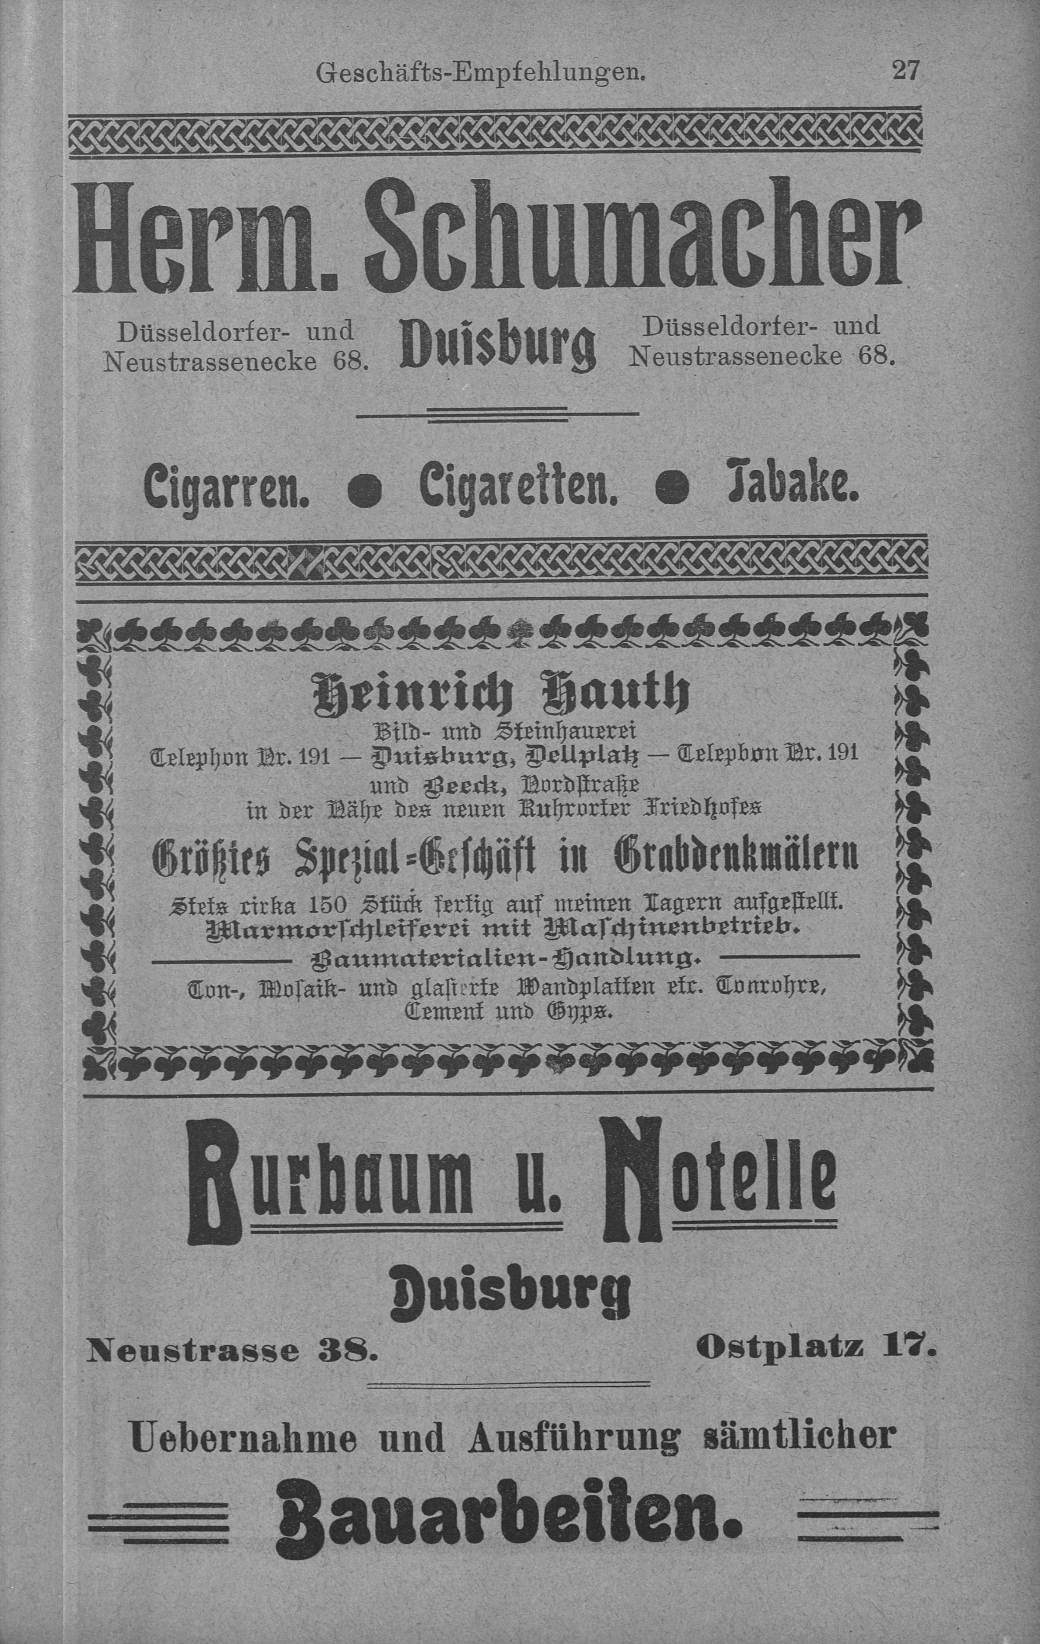 Geschäfts-Empfehlungen. 27
Herm. Schumacher
Düsseldorfer- und
Neustrassenecke 68.
Duisburg
Düsseldorfer- und
Neustrassenecke 68.
Cigarren. ● Cigaretten. ● Tabake.
Heinrich Hauth
Bild- und Steinhauerei
Telephon Nr. 191 — Duisburg, Dellplatz — Telephon Nr. 191
und Beeck, Nordstraße
in der Nähe des neuen Ruhrorter Friedhofes
Größtes Spezial-Geschäft in Grabdenkmälern
Stets cirka 150 Stück fertig auf meinen Lagern aufgestellt.
Marmorschleiferei mit Maschinenbetrieb.
Baumaterialien-Handlung.
Ton-, Mosaik- und glasierte Wandplatten etc. Tonrohre,
Cement und Gyps.
Burbaum u. Notelle
Duisburg
Neustrasse 38. Ostplatz 17.
Uebernahme und Ausführung sämtlicher
Bauarbeiten.